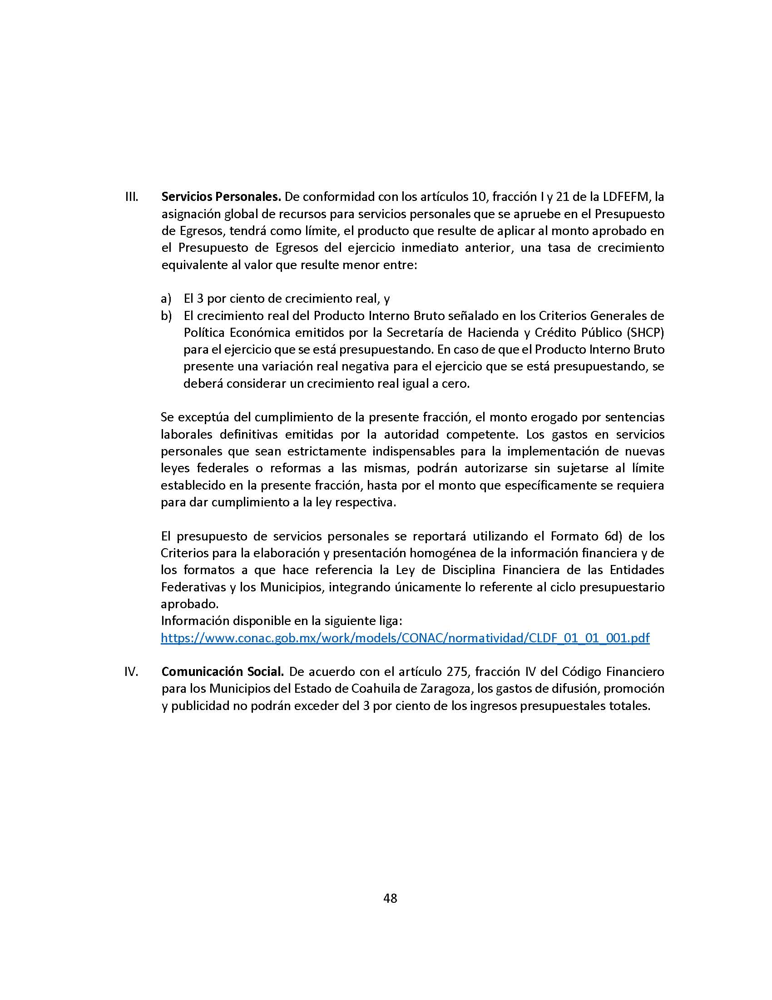 III. Servicios Personales. De conformidad con los artículos 10, fracción I y 21 de la LDFEFM, la
asignación global de recursos para servicios personales que se apruebe en el Presupuesto
de Egresos, tendrá como límite, el producto que resulte de aplicar al monto aprobado en
el Presupuesto de Egresos del ejercicio inmediato anterior, una tasa de crecimiento
equivalente al valor que resulte menor entre:
a) El 3 por ciento de crecimiento real, y
b) El crecimiento real del Producto Interno Bruto señalado en los Criterios Generales de
Política Económica emitidos por la Secretaría de Hacienda y Crédito Público (SHCP)
para el ejercicio que se está presupuestando. En caso de que el Producto Interno Bruto
presente una variación real negativa para el ejercicio que se está presupuestando, se
deberá considerar un crecimiento real igual a cero.
Se exceptúa del cumplimiento de la presente fracción, el monto erogado por sentencias
laborales definitivas emitidas por la autoridad competente. Los gastos en servicios
personales que sean estrictamente indispensables para la implementación de nuevas
leyes federales o reformas a las mismas, podrán autorizarse sin sujetarse al límite
establecido en la presente fracción, hasta por el monto que específicamente se requiera
para dar cumplimiento a la ley respectiva.
El presupuesto de servicios personales se reportará utilizando el Formato 6d) de los
Criterios para la elaboración y presentación homogénea de la información financiera y de
los formatos a que hace referencia la Ley de Disciplina Financiera de las Entidades
Federativas y los Municipios, integrando únicamente lo referente al ciclo presupuestario
aprobado.
Información disponible en la siguiente liga:
https://www.conac.gob.mx/work/models/CONAC/normatividad/CLDF_01_01_001.pdf
IV. Comunicación Social. De acuerdo con el artículo 275, fracción IV del Código Financiero
para los Municipios del Estado de Coahuila de Zaragoza, los gastos de difusión, promoción
y publicidad no podrán exceder del 3 por ciento de los ingresos presupuestales totales.
48